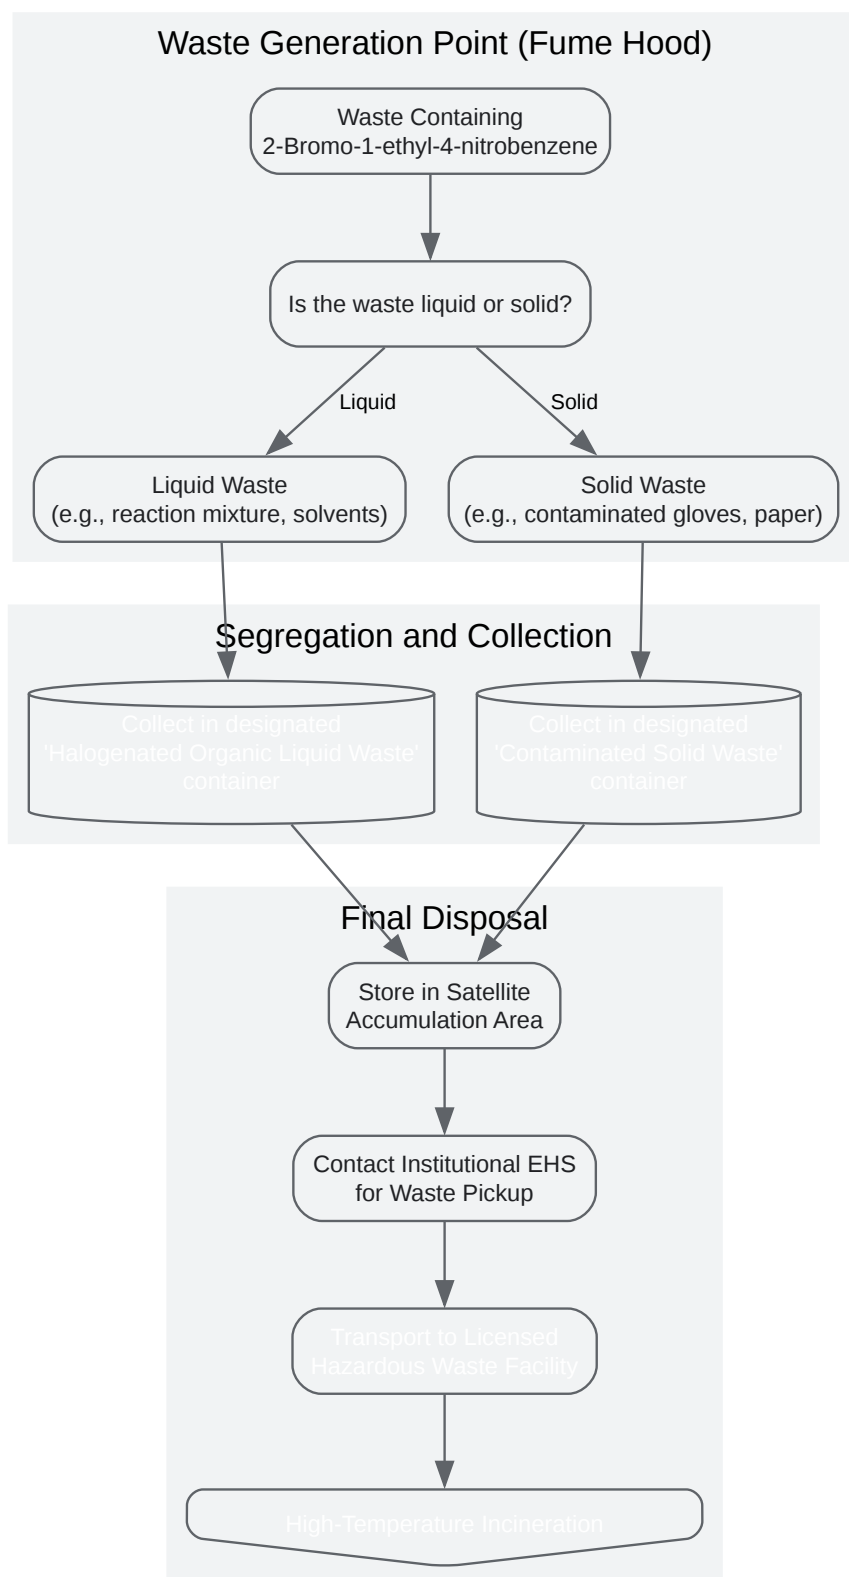 Waste Generation Point (Fume Hood)
Waste Containing
2-Bromo-1-ethyl-4-nitrobenzene
Is the waste liquid or solid?
Liquid
Solid
Liquid Waste
(e.g., reaction mixture, solvents)
Solid Waste
(e.g., contaminated gloves, paper)
Segregation and Collection
Collect in designated
'Halogenated Organic Liquid Waste'
container
Collect in designated
'Contaminated Solid Waste'
container
Final Disposal
Store in Satellite
Accumulation Area
Contact Institutional EHS
for Waste Pickup
Transport to Licensed
Hazardous Waste Facility
High-Temperature Incineration